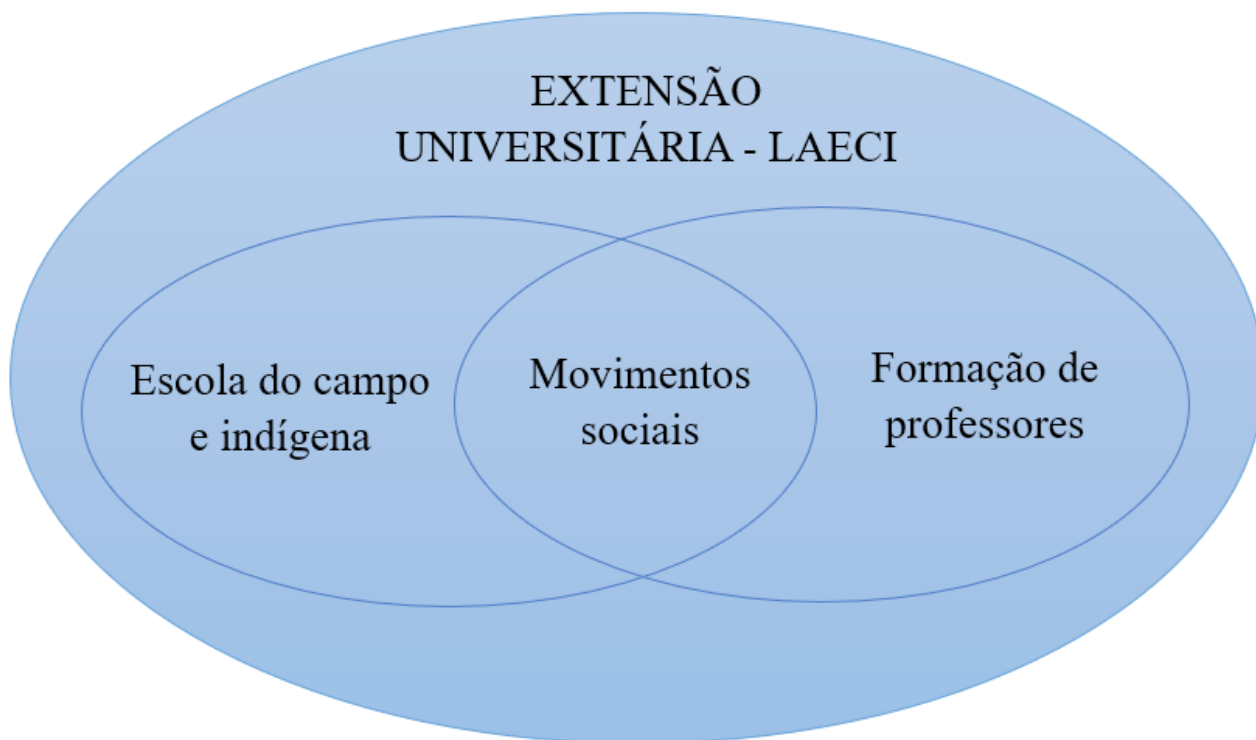 EXTENSÃO
UNIVERSITÁRIA - LAECI
Escola do campo
e indígena
Movimentos
sociais
Formação de
professores